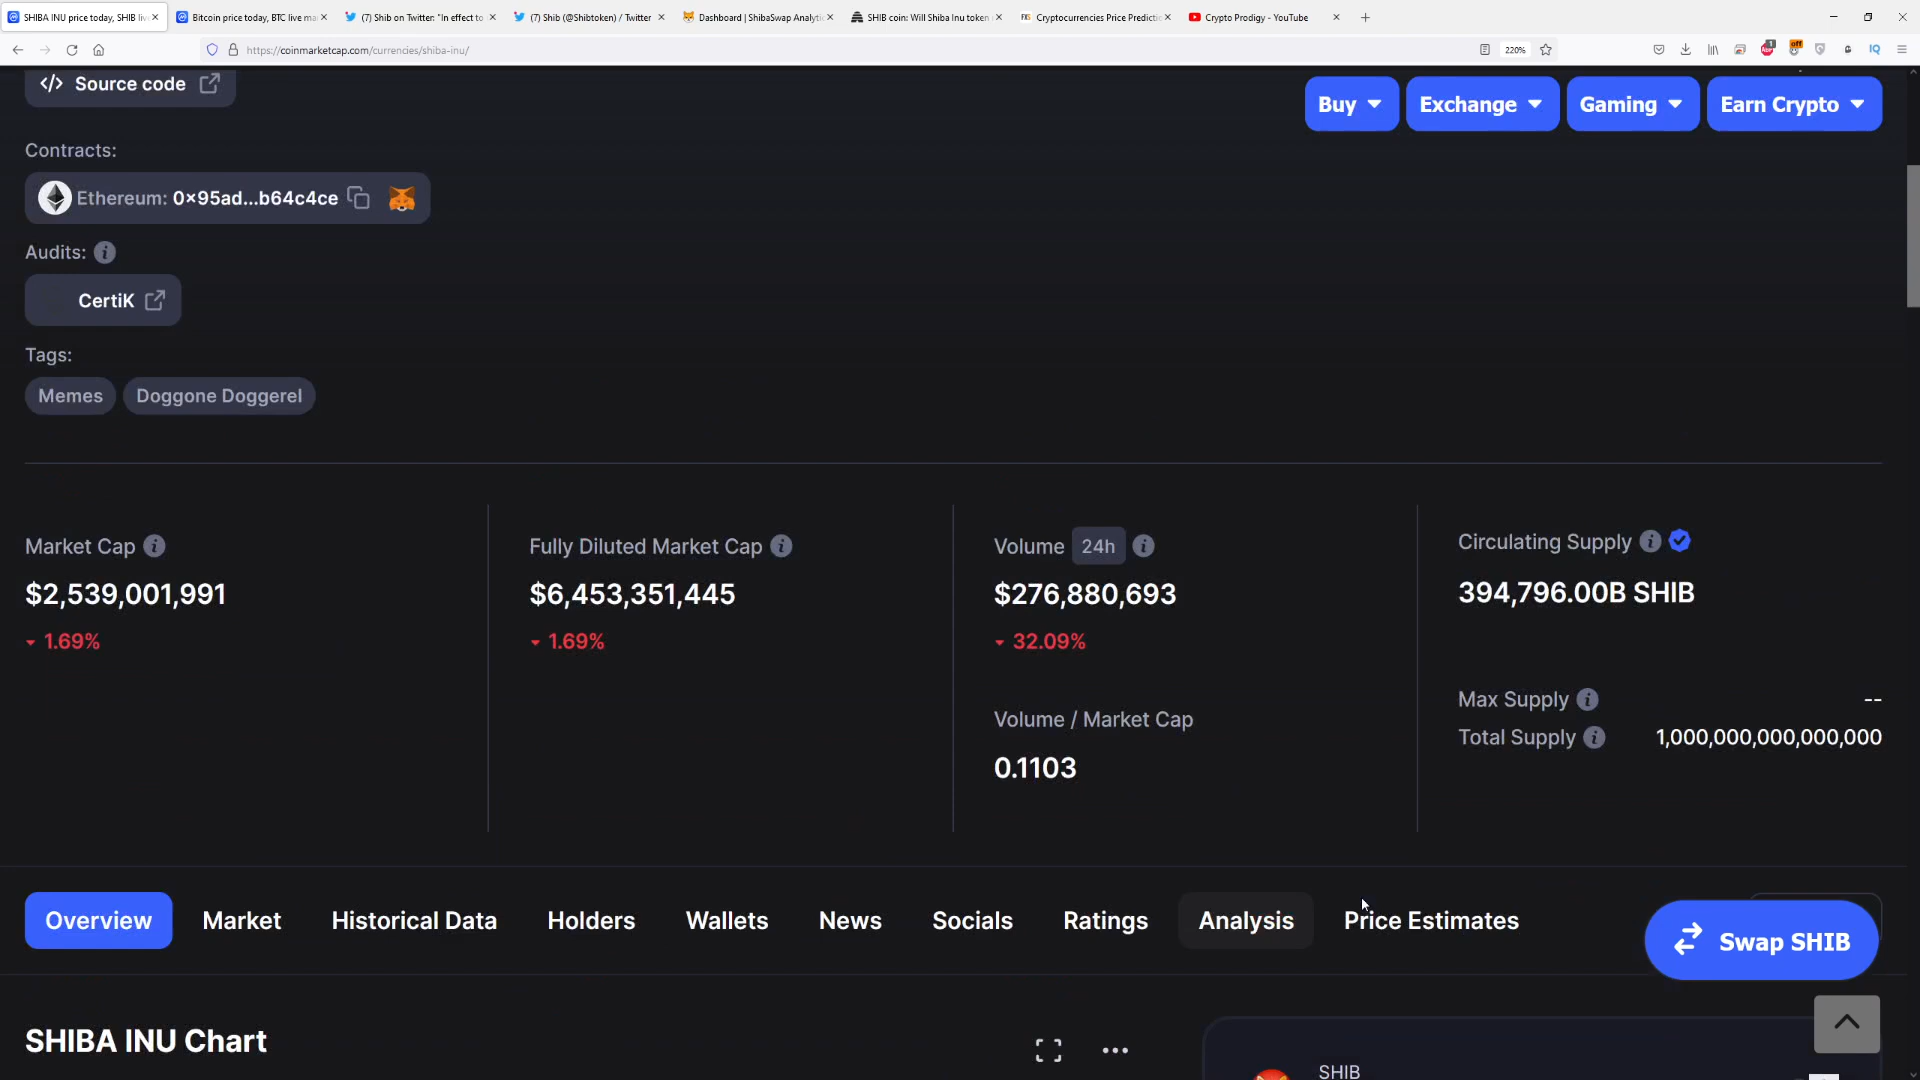 SHIBA INU price today, SHIB liv
Bitcoin price today, BTC live ma
(7) Shib on Twitter: "In effect to
(7) Shib (@Shibtoken) / Twitter
Dashboard | ShibaSwap Analytic
SHIB coin: Will Shiba Inu token
Cryptocurrencies Price Predictic
Crypto Prodigy - YouTube
https://coinmarketcap.com/currencies/shiba-inu/
220%
Source code
Buy
Exchange
Gaming
Earn Crypto
Contracts:
Ethereum: 0x95ad...b64c4ce
Audits:
CertiK
Tags:
Memes
Doggone Doggerel
Market Cap
$2,539,001,991
1.69%
Fully Diluted Market Cap
$6,453,351,445
1.69%
Volume 24h
$276,880,693
32.09%
Volume / Market Cap
0.1103
Circulating Supply
394,796.00B SHIB
Max Supply --
Total Supply 1,000,000,000,000,000
Overview
Market
Historical Data
Holders
Wallets
News
Socials
Ratings
Analysis
Price Estimates
Swap SHIB
SHIBA INU Chart
SHIB